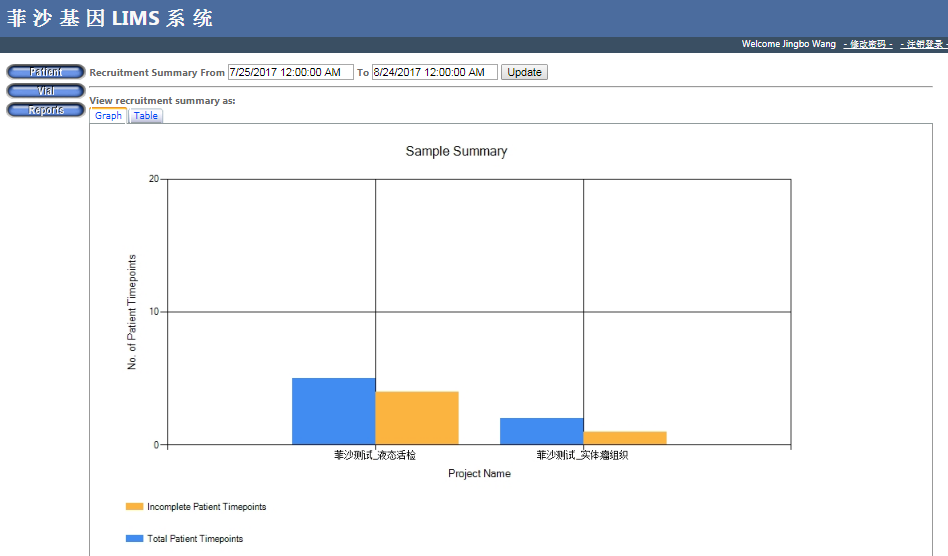 菲沙基因LIMS系统
Welcome Jingbo Wang - 修改密码 - - 注销登录 -
Patient
Vial
Reports
Recruitment Summary From 7/25/2017 12:00:00 AM To 8/24/2017 12:00:00 AM Update
View recruitment summary as:
Graph Table
Sample Summary
20
10
0
No. of Patient Timepoints
菲沙测试_液态活检 菲沙测试_实体瘤组织
Project Name
Incomplete Patient Timepoints
Total Patient Timepoints